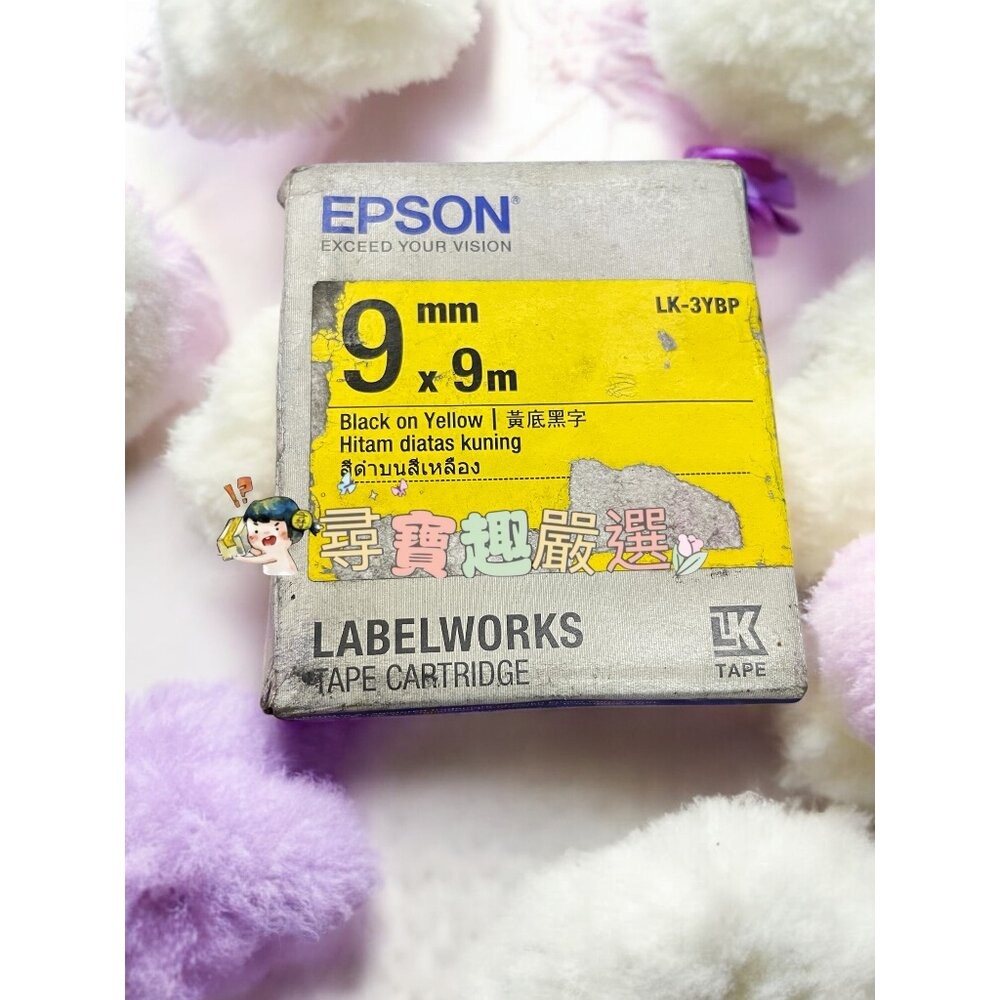 EPSON®
EXCEED YOUR VISION
9 mm x 9m
LK-3YBP
Black on Yellow | 黃底黑字
Hitam diatas kuning
สีดำบนสีเหลือง
!?
尋寶趣嚴選
LABELWORKS
TAPE CARTRIDGE
LK
TAPE